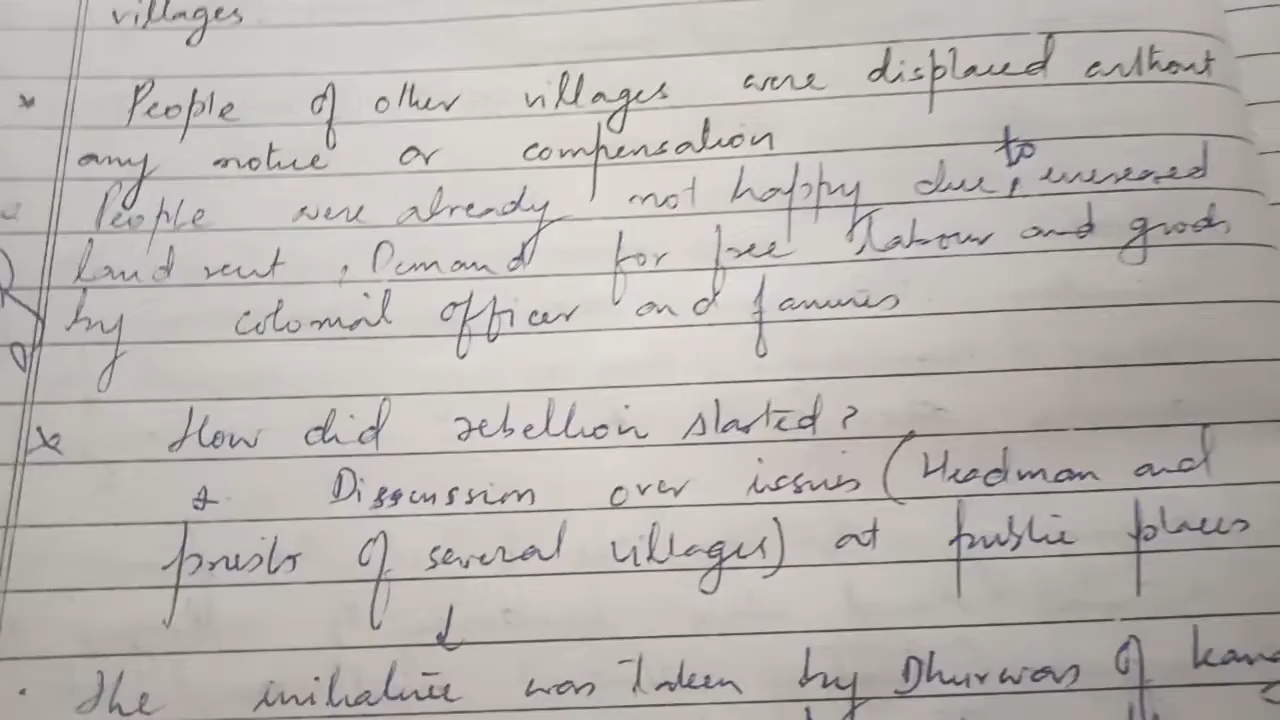 villages
* People of other villages were displaced without
any notice or compensation
People were already not happy due to increased
land rent , Demand for free labour and goods
by colonial officer and famines
* How did rebellion started?
* Discussion over issues (Headman and
priests of several villages) at public places
↓
• The initiative was taken by Dhurwas of